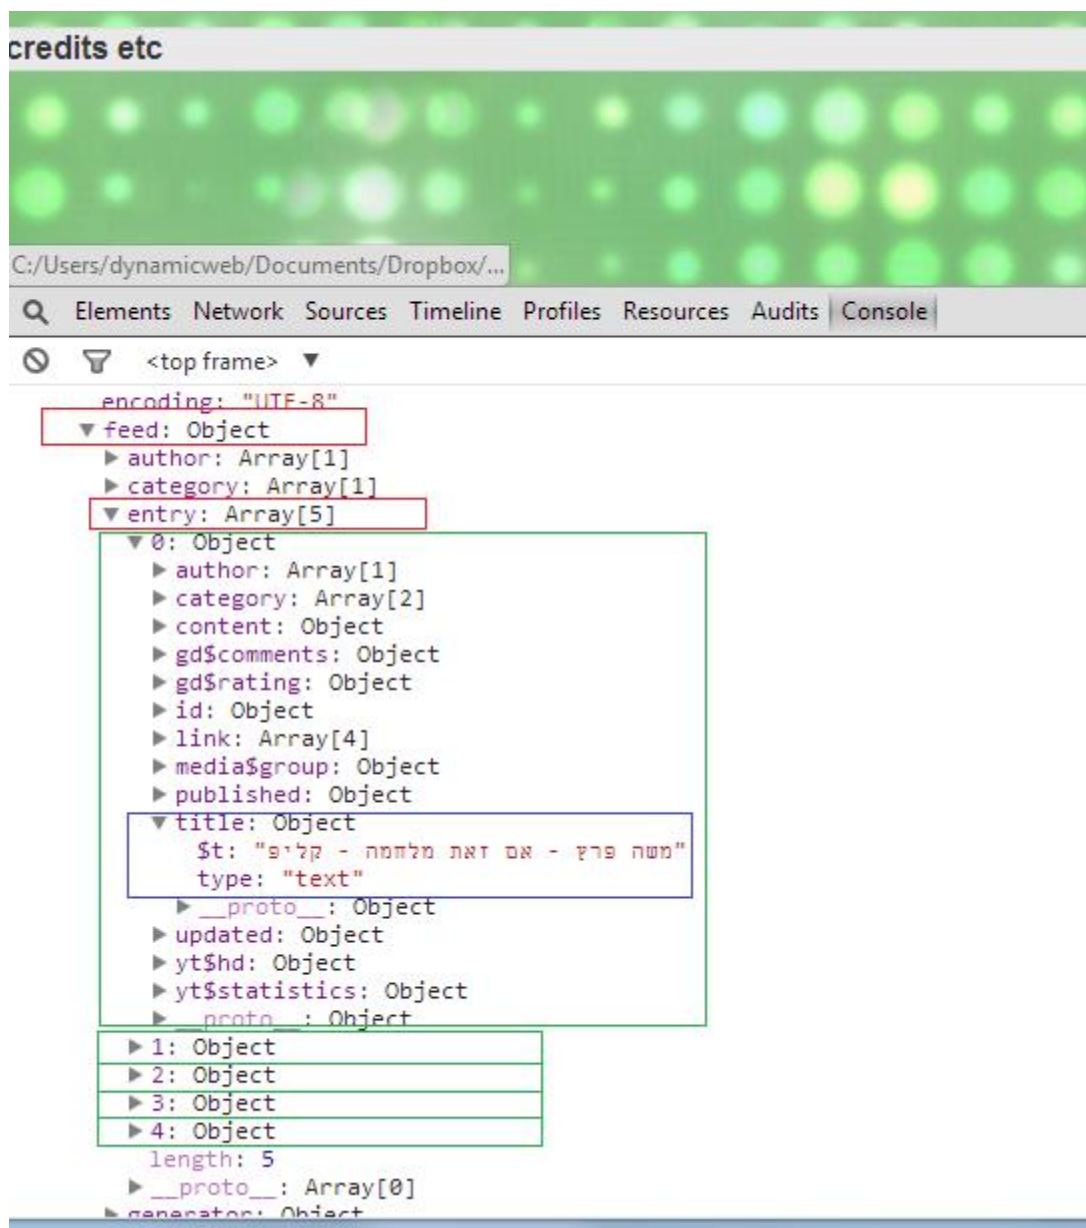 credits etc
C:/Users/dynamicweb/Documents/Dropbox/...
Elements Network Sources Timeline Profiles Resources Audits Console
<top frame> ▼
encoding: "UTF-8"
▼ feed: Object
▶ author: Array[1]
▶ category: Array[1]
▼ entry: Array[5]
▼ 0: Object
▶ author: Array[1]
▶ category: Array[2]
▶ content: Object
▶ gd$comments: Object
▶ gd$rating: Object
▶ id: Object
▶ link: Array[4]
▶ media$group: Object
▶ published: Object
▼ title: Object
$t: "משה פרץ - אם זאת מלחמה - קליפ"
type: "text"
▶ __proto__: Object
▶ updated: Object
▶ yt$hd: Object
▶ yt$statistics: Object
▶ __proto__: Object
▶ 1: Object
▶ 2: Object
▶ 3: Object
▶ 4: Object
length: 5
▶ __proto__: Array[0]
▶ generator: Object